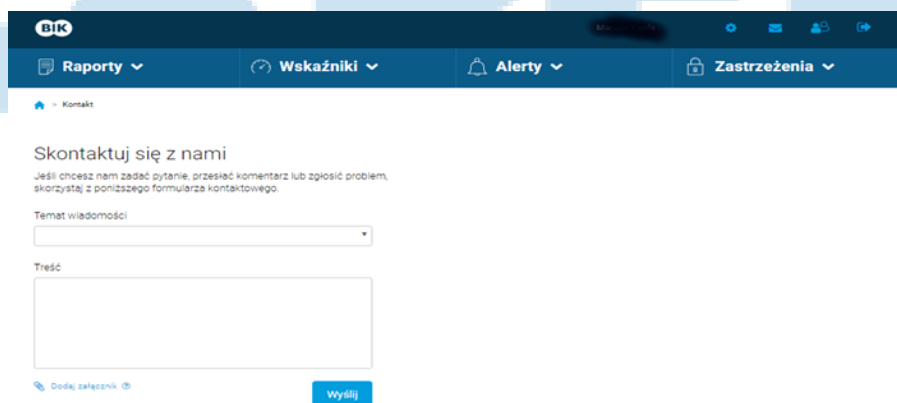 BIK
Raporty
Wskaźniki
Alerty
Zastrzeżenia
> Kontakt
Skontaktuj się z nami
Jeśli chcesz nam zadać pytanie, przesłać komentarz lub zgłosić problem,
skorzystaj z poniższego formularza kontaktowego.
Temat wiadomości
Treść
Dodaj załącznik
Wyślij